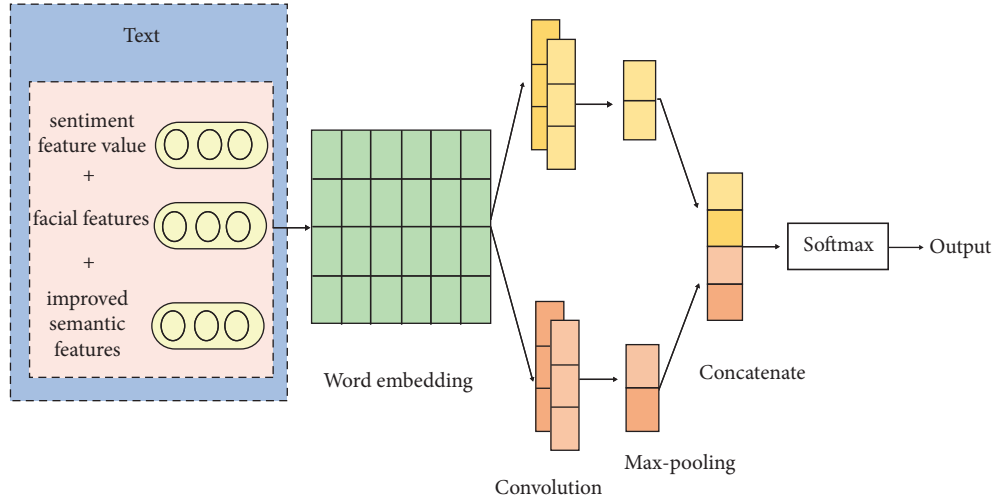 Text
sentiment
feature value
+
facial features
+
improved
semantic
features
Word embedding
Convolution
Max-pooling
Concatenate
Softmax
Output